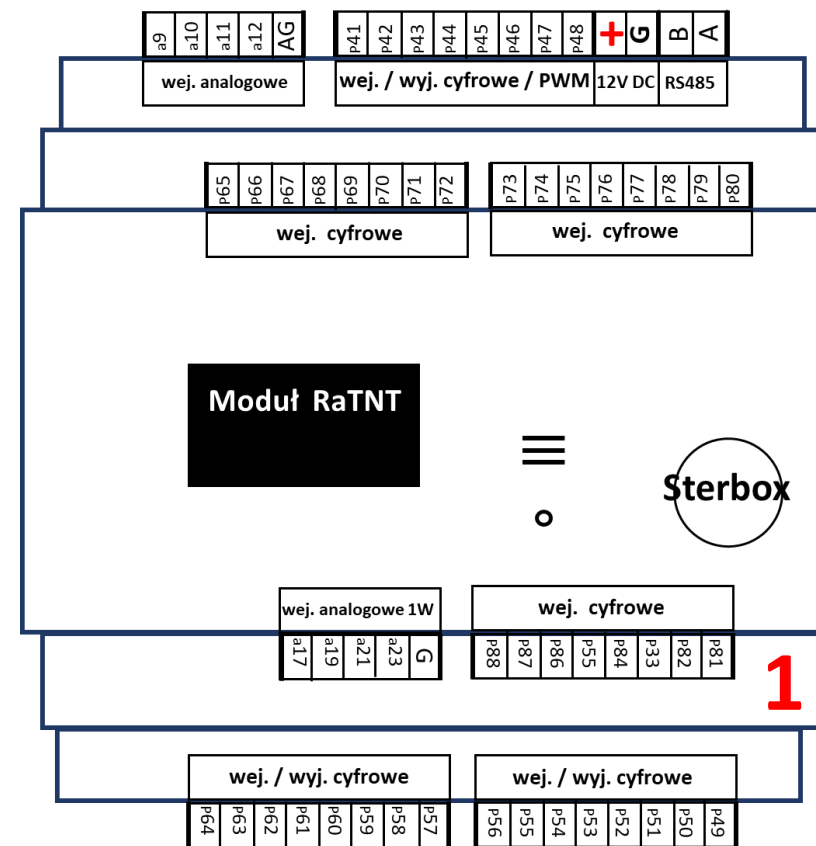 a9 a10 a11 a12 AG P41 P42 P43 P44 P45 P46 P47 P48 + G B A
wej. analogowe wej. / wyj. cyfrowe / PWM 12V DC RS485
P65 P66 P67 P68 P69 P70 P71 P72 P73 P74 P75 P76 P77 P78 P79 P80
wej. cyfrowe wej. cyfrowe
Moduł RaTNT
Sterbox
wej. analogowe 1W wej. cyfrowe
a17 a19 a21 a23 G P88 P87 P86 P55 P84 P33 P82 P81
1
wej. / wyj. cyfrowe wej. / wyj. cyfrowe
P64 P63 P62 P61 P60 P59 P58 P57 P56 P55 P54 P53 P52 P51 P50 P49